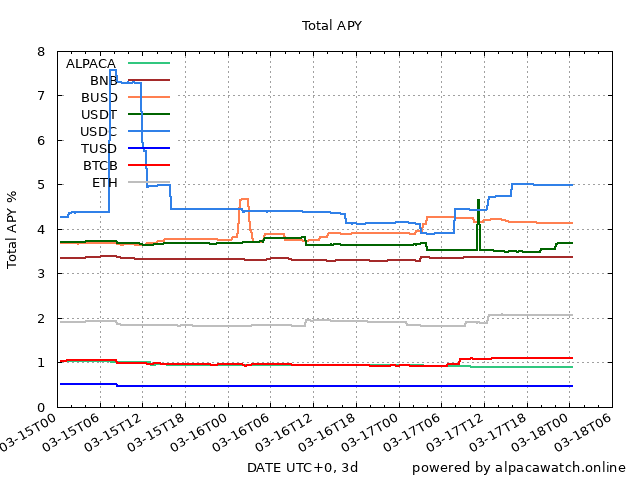 Total APY
8
7
6
5
4
3
2
1
0
Total APY %
ALPACA
BNB
BUSD
USDT
USDC
TUSD
BTCB
ETH
03-15T00
03-15T06
03-15T12
03-15T18
03-16T00
03-16T06
03-16T12
03-16T18
03-17T00
03-17T06
03-17T12
03-17T18
03-18T00
03-18T06
DATE UTC+0, 3d
powered by alpacawatch.online